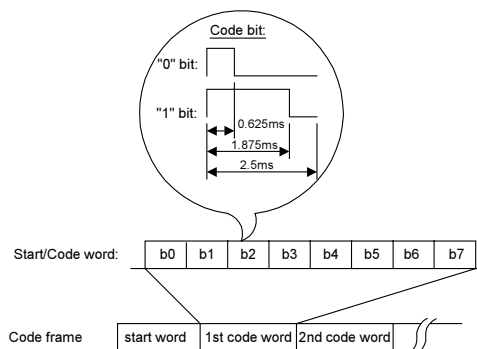 Code bit:
"0" bit:
"1" bit:
0.625ms
1.875ms
2.5ms
Start/Code word: b0 b1 b2 b3 b4 b5 b6 b7
Code frame start word 1st code word 2nd code word